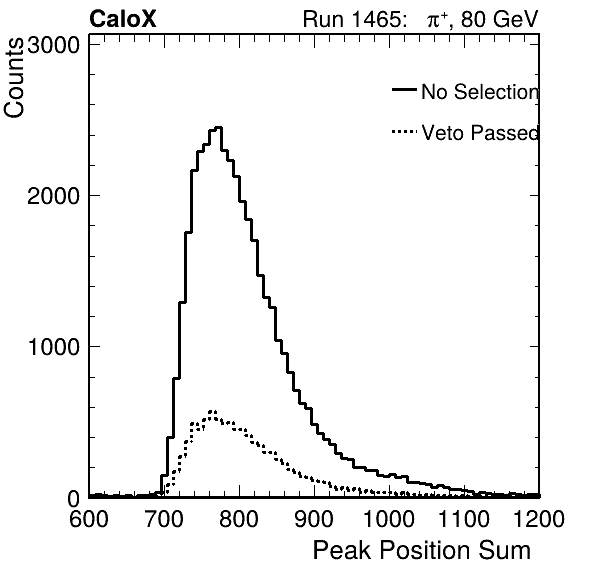 CaloX Run 1465: π⁺, 80 GeV
Counts
3000
No Selection
Veto Passed
2000
1000
0
600 700 800 900 1000 1100 1200
Peak Position Sum